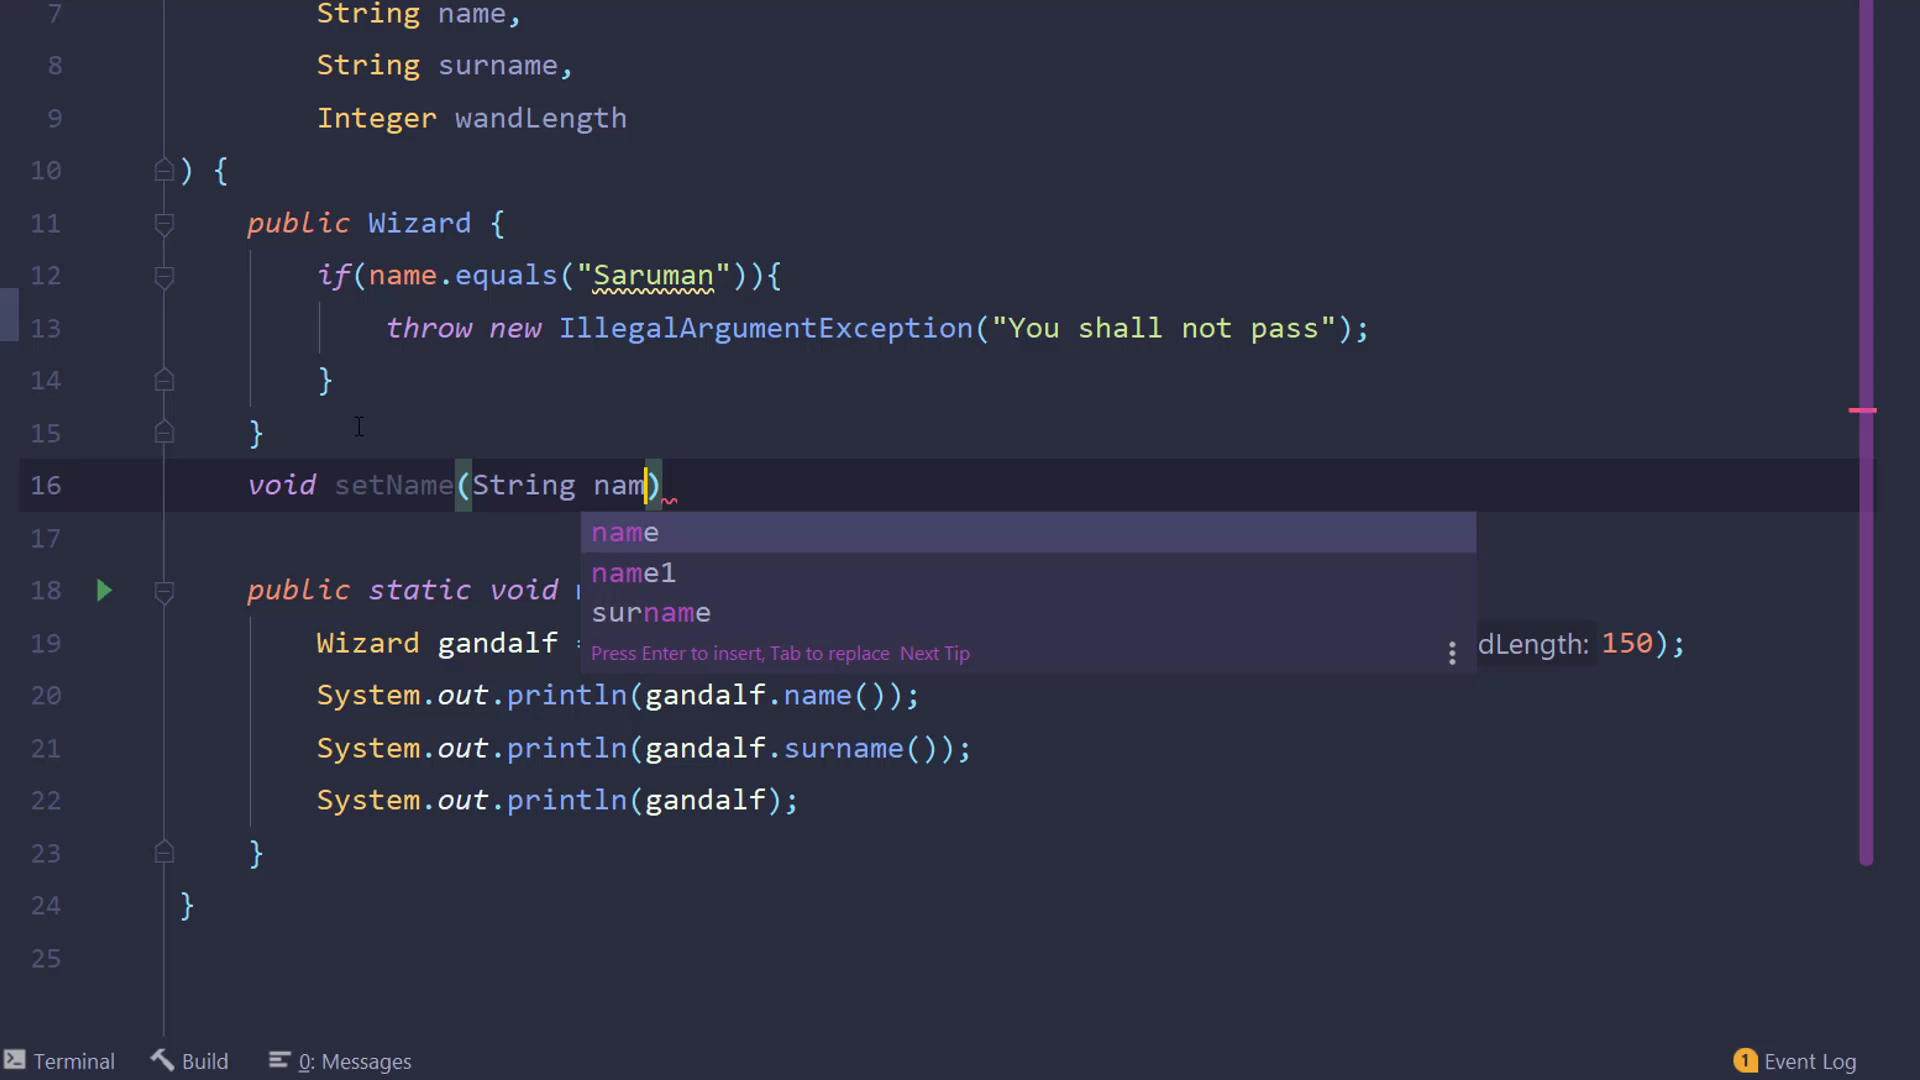 7 String name,
8 String surname,
9 Integer wandLength
10 ) {
11 public Wizard {
12 if(name.equals("Saruman")){
13 throw new IllegalArgumentException("You shall not pass");
14 }
15 }
16 void setName(String nam)
name
17
name1
18 public static void
surname
19 Wizard gandalf = dLength: 150);
Press Enter to insert, Tab to replace Next Tip
20 System.out.println(gandalf.name());
21 System.out.println(gandalf.surname());
22 System.out.println(gandalf);
23 }
24 }
25
Terminal Build 0: Messages 1 Event Log